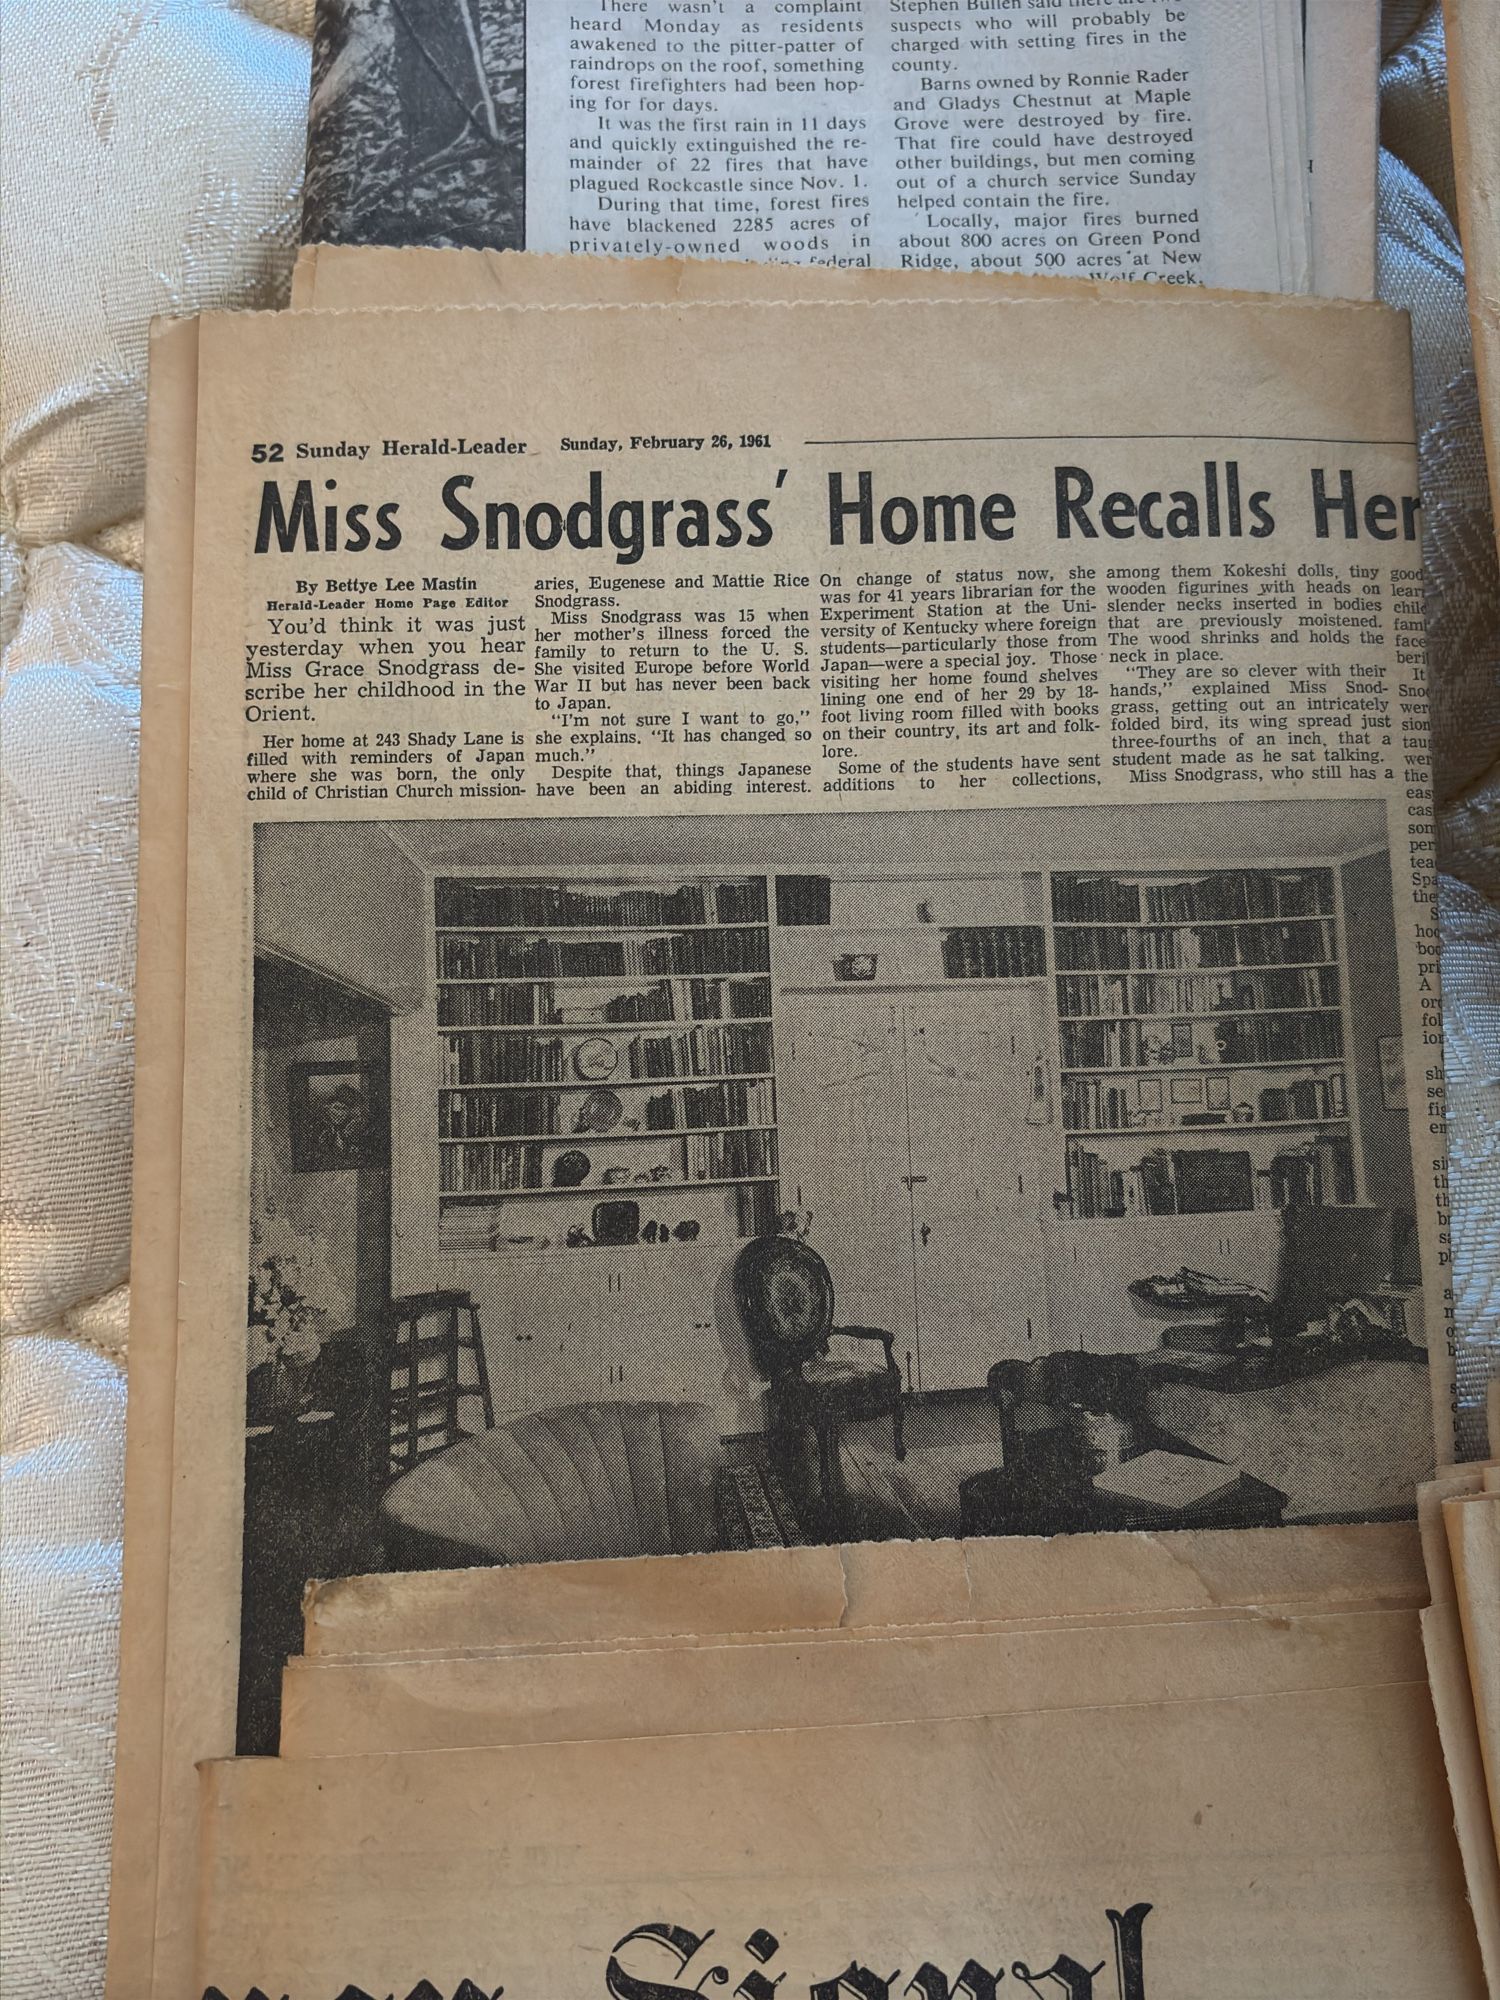 There wasn't a complaint
heard Monday as residents
awakened to the pitter-patter of
raindrops on the roof, something
forest firefighters had been hop-
ing for for days.
It was the first rain in 11 days
and quickly extinguished the re-
mainder of 22 fires that have
plagued Rockcastle since Nov. 1.
During that time, forest fires
have blackened 2285 acres of
privately-owned woods in
federal
Stephen Bullen said there are
suspects who will probably be
charged with setting fires in the
county.
Barns owned by Ronnie Rader
and Gladys Chestnut at Maple
Grove were destroyed by fire.
That fire could have destroyed
other buildings, but men coming
out of a church service Sunday
helped contain the fire.
Locally, major fires burned
about 800 acres on Green Pond
Ridge, about 500 acres at New
Wolf Creek,
52 Sunday Herald-Leader Sunday, February 26, 1961
Miss Snodgrass' Home Recalls Her
By Bettye Lee Mastin
Herald-Leader Home Page Editor
You'd think it was just
yesterday when you hear
Miss Grace Snodgrass de-
scribe her childhood in the
Orient.
Her home at 243 Shady Lane is
filled with reminders of Japan
where she was born, the only
child of Christian Church mission-
aries, Eugenese and Mattie Rice
Snodgrass.
Miss Snodgrass was 15 when
her mother's illness forced the
family to return to the U. S.
She visited Europe before World
War II but has never been back
to Japan.
"I'm not sure I want to go,"
she explains. "It has changed so
much."
Despite that, things Japanese
have been an abiding interest.
On change of status now, she
was for 41 years librarian for the
Experiment Station at the Uni-
versity of Kentucky where foreign
students—particularly those from
Japan—were a special joy. Those
visiting her home found shelves
lining one end of her 29 by 18-
foot living room filled with books
on their country, its art and folk-
lore.
Some of the students have sent
additions to her collections,
among them Kokeshi dolls, tiny
wooden figurines with heads on
slender necks inserted in bodies
that are previously moistened.
The wood shrinks and holds the
neck in place.
"They are so clever with their
hands," explained Miss Snod-
grass, getting out an intricately
folded bird, its wing spread just
three-fourths of an inch, that a
student made as he sat talking.
Miss Snodgrass, who still has a
good
face
It
the
A
Signal